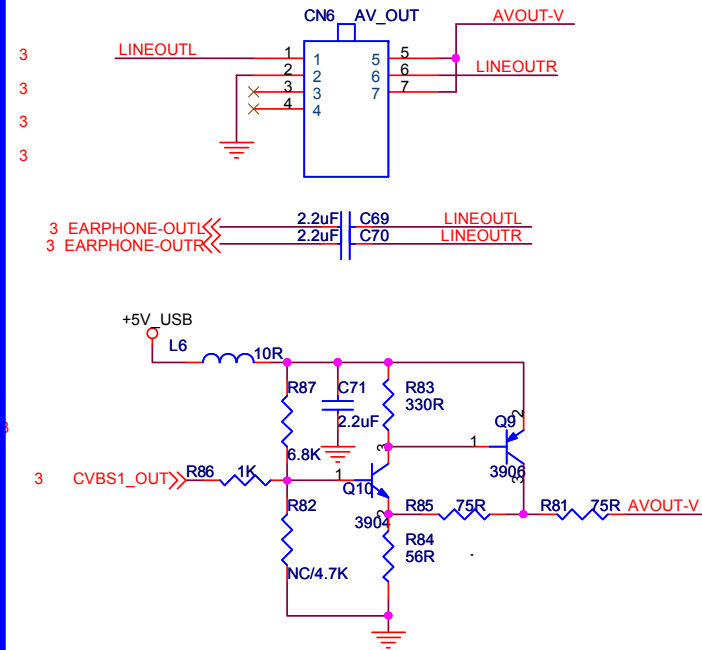 CN6 AV_OUT
AVOUT-V
3 LINEOUTL
1 1 5 5
2 2 6 6 LINEOUTR
3 3 3 7 7
4 4
3
3
2.2uF C69 LINEOUTL
3 EARPHONE-OUTL
2.2uF C70 LINEOUTR
3 EARPHONE-OUTR
+5V_USB
L6 10R
R87 C71 R83
330R
2.2uF Q9 2
6.8K 3 1
3906
3 CVBS1_OUT R86 1K 1 Q10 3
R82 3904 2 R85 75R R81 75R AVOUT-V
R84
56R
NC/4.7K